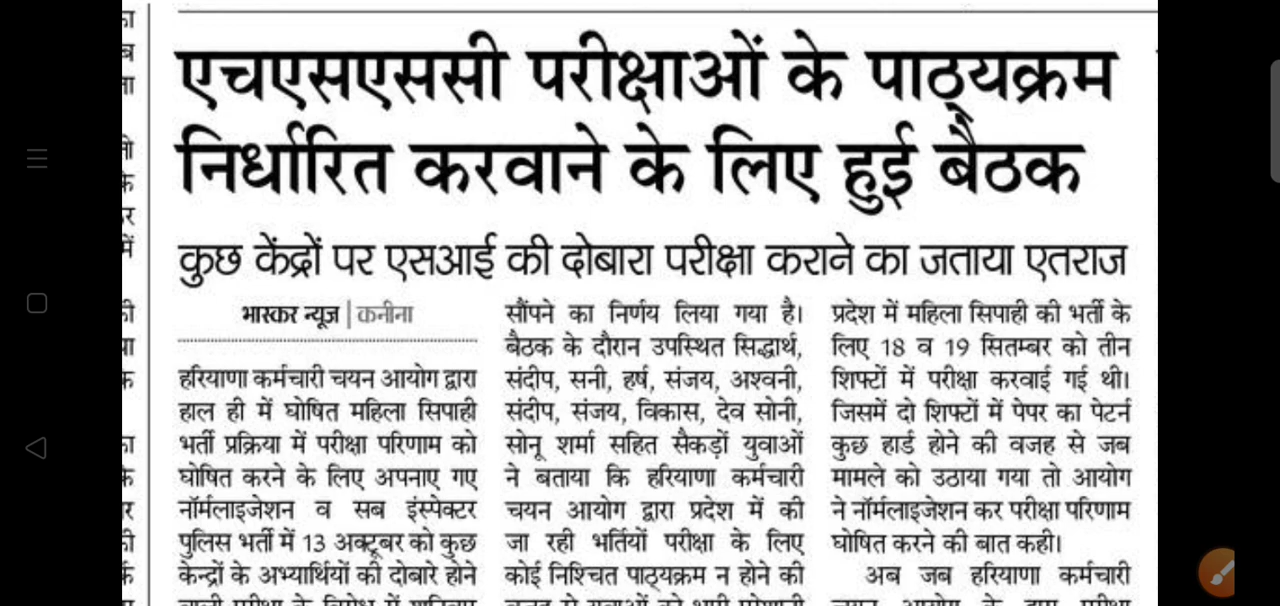 एचएसएससी परीक्षाओं के पाठ्यक्रम
निर्धारित करवाने के लिए हुई बैठक
कुछ केंद्रों पर एसआई की दोबारा परीक्षा कराने का जताया एतराज
भास्कर न्यूज | कनीना
हरियाणा कर्मचारी चयन आयोग द्वारा
हाल ही में घोषित महिला सिपाही
भर्ती प्रक्रिया में परीक्षा परिणाम को
घोषित करने के लिए अपनाए गए
नॉर्मलाइजेशन व सब इंस्पेक्टर
पुलिस भर्ती में 13 अक्टूबर को कुछ
केन्द्रों के अभ्यार्थियों की दोबारे होने
सौंपने का निर्णय लिया गया है।
बैठक के दौरान उपस्थित सिद्धार्थ,
संदीप, सनी, हर्ष, संजय, अश्वनी,
संदीप, संजय, विकास, देव सोनी,
सोनू शर्मा सहित सैकड़ों युवाओं
ने बताया कि हरियाणा कर्मचारी
चयन आयोग द्वारा प्रदेश में की
जा रही भर्तियों परीक्षा के लिए
कोई निश्चित पाठ्यक्रम न होने की
प्रदेश में महिला सिपाही की भर्ती के
लिए 18 व 19 सितम्बर को तीन
शिफ्टों में परीक्षा करवाई गई थी।
जिसमें दो शिफ्टों में पेपर का पेटर्न
कुछ हार्ड होने की वजह से जब
मामले को उठाया गया तो आयोग
ने नॉर्मलाइजेशन कर परीक्षा परिणाम
घोषित करने की बात कही।
अब जब हरियाणा कर्मचारी